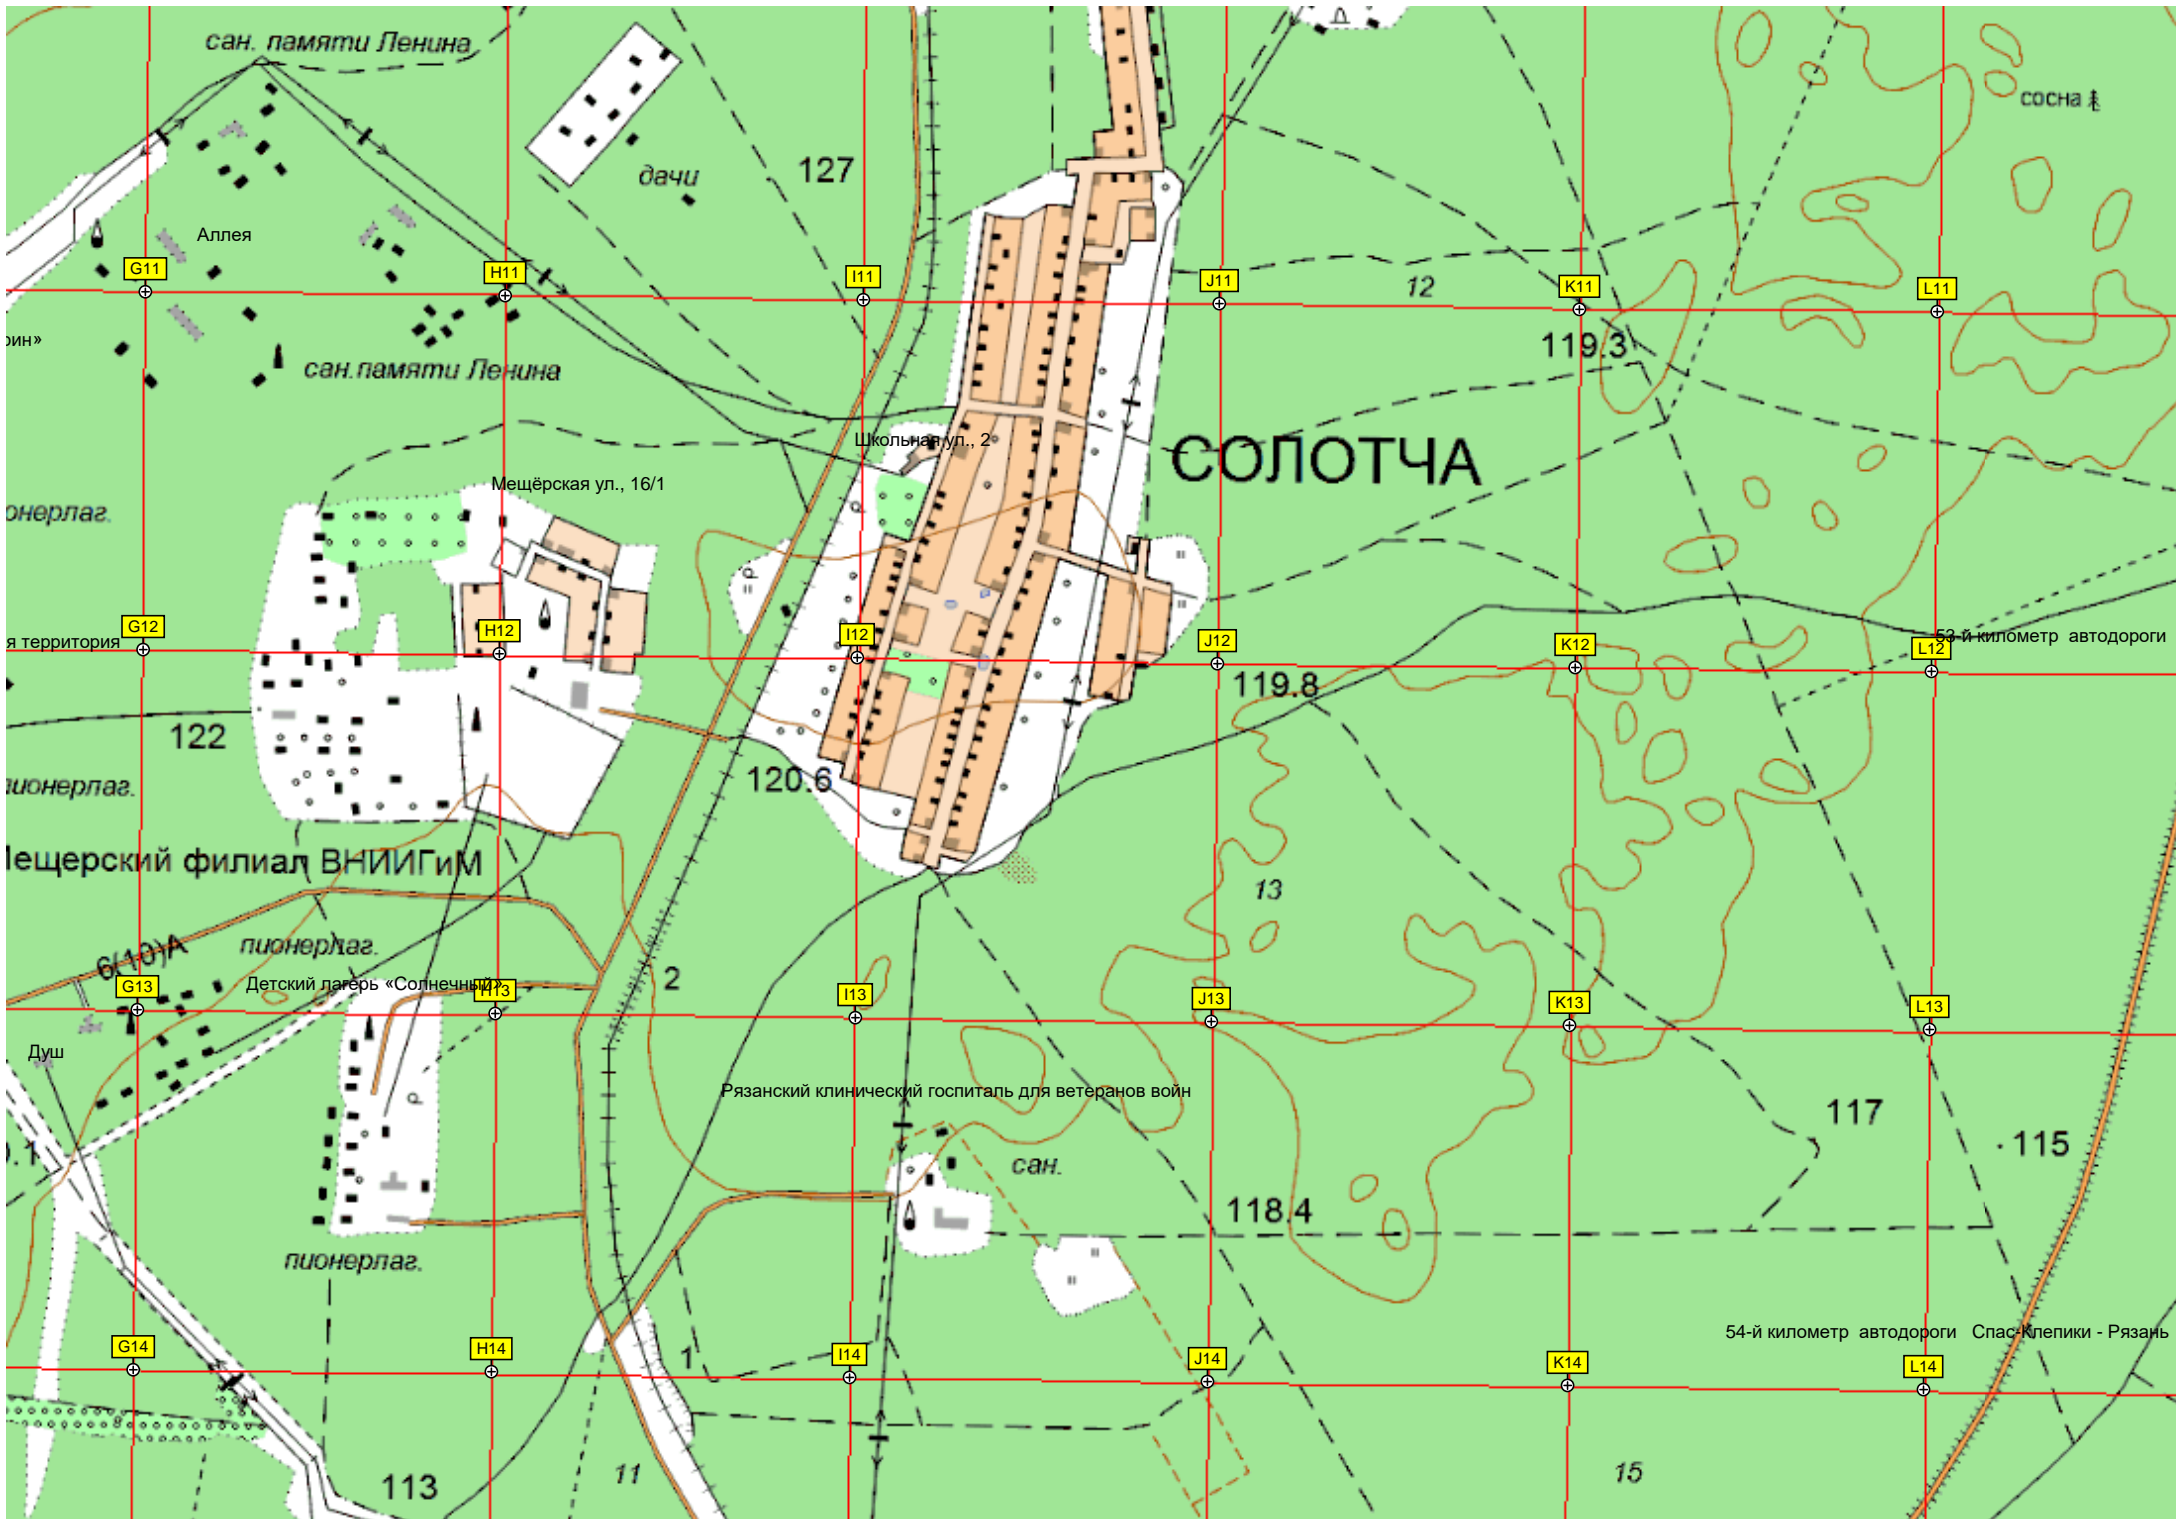 сан. памяти Ленина
сосна
127
дачи
Аллея
G11
H11
I11
J11
12
K11
L11
119.3
сан.памяти Ленина
Школьная ул., 2
СОЛОТЧА
Мещёрская ул., 16/1
G12
H12
I12
J12
K12
L12
я территория
53-й километр автодороги
119.8
122
120.6
13
6(10)А
пионерлаг.
Детский лагерь «Солнечный»
2
G13
H13
I13
J13
K13
L13
Душ
Рязанский клинический госпиталь для ветеранов войн
117
115
сан.
118.4
пионерлаг.
54-й километр автодороги Спас-Клепики - Рязань
1
G14
H14
I14
J14
K14
L14
113
11
15